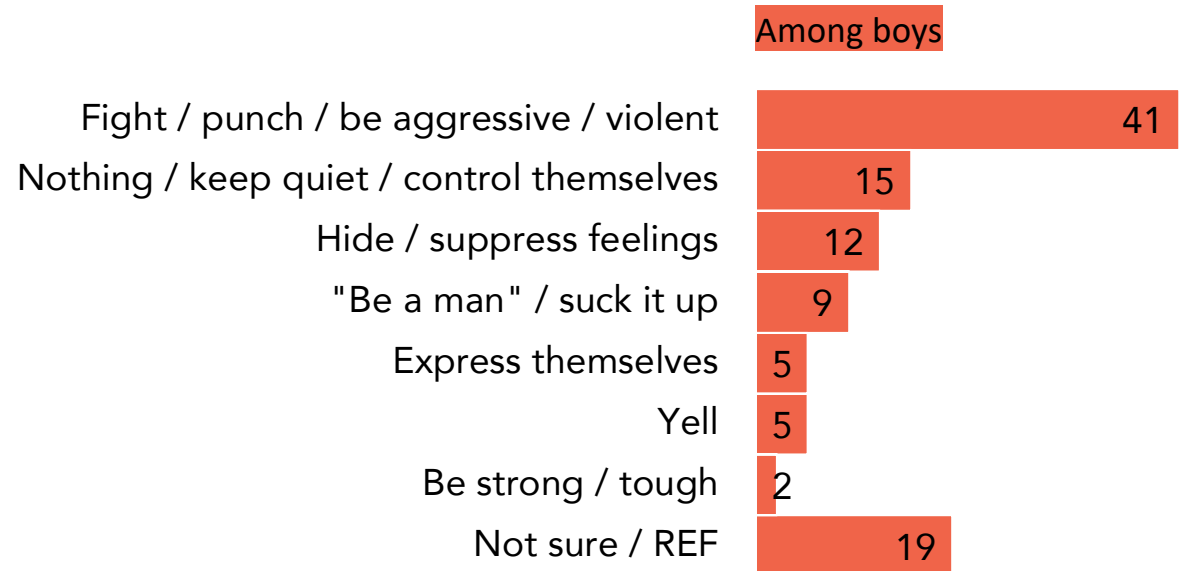 Among boys
Fight / punch / be aggressive / violent 41
Nothing / keep quiet / control themselves 15
Hide / suppress feelings 12
"Be a man" / suck it up 9
Express themselves 5
Yell 5
Be strong / tough 2
Not sure / REF 19